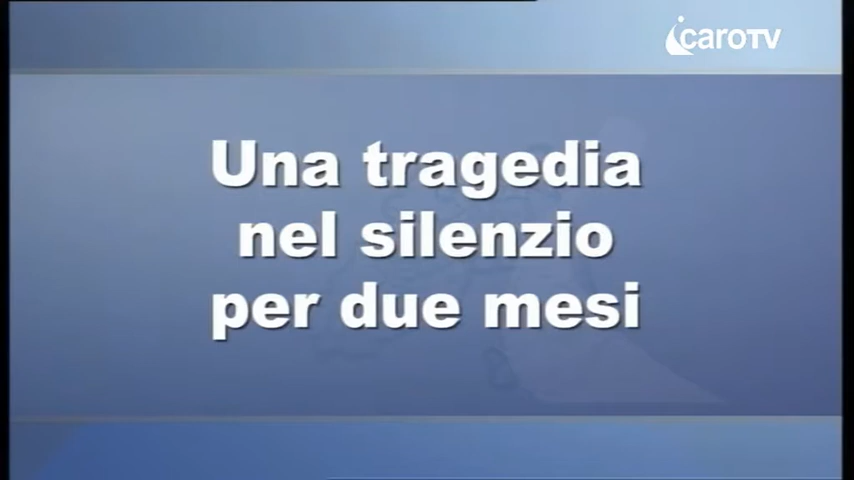 icaroTV
Una tragedia
nel silenzio
per due mesi